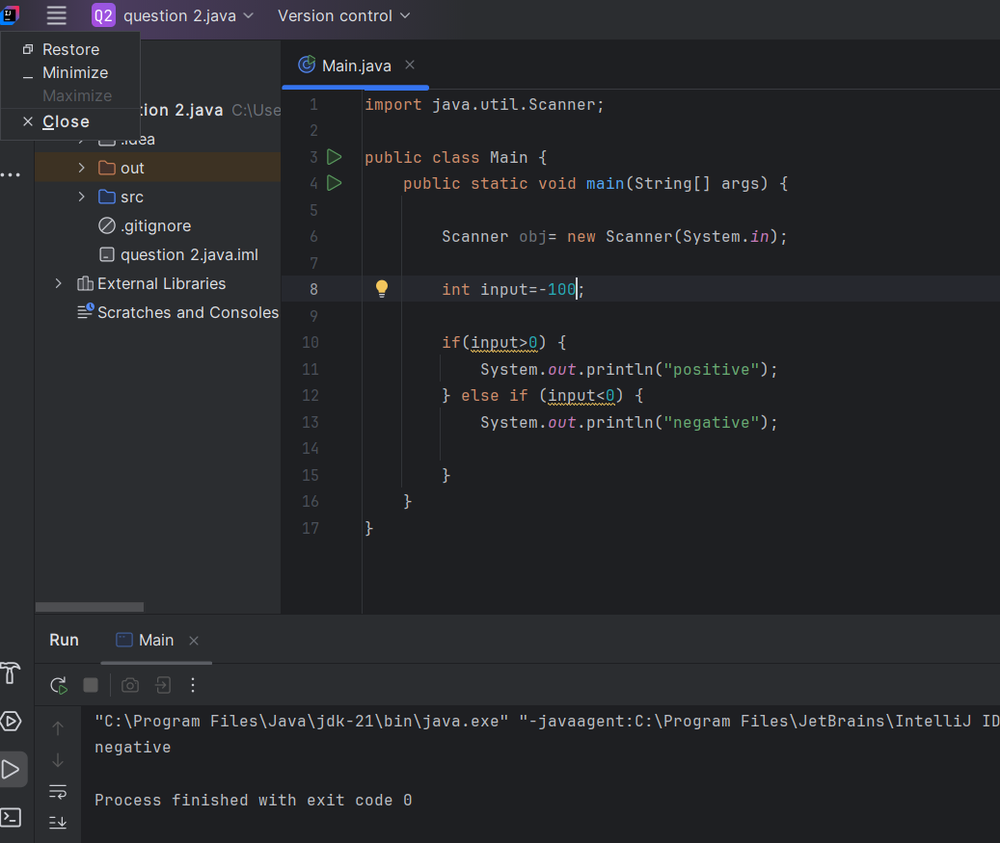 Q2 question 2.java Version control
Restore
Minimize
Maximize
Close
tion 2.java C:\Use
.idea
out
src
.gitignore
question 2.java.iml
External Libraries
Scratches and Consoles
Main.java
1 import java.util.Scanner;
2
3 public class Main {
4 public static void main(String[] args) {
5
6 Scanner obj= new Scanner(System.in);
7
8 int input=-100;
9
10 if(input>0) {
11 System.out.println("positive");
12 } else if (input<0) {
13 System.out.println("negative");
14
15 }
16 }
17 }
Run Main
"C:\Program Files\Java\jdk-21\bin\java.exe" "-javaagent:C:\Program Files\JetBrains\IntelliJ ID
negative
Process finished with exit code 0